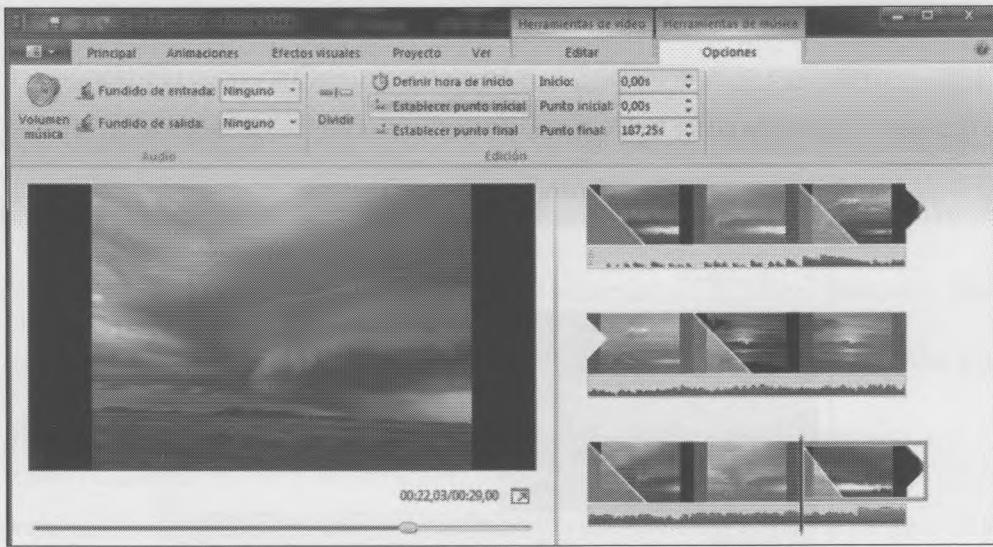 Herramientas de video Herramientas de música
Principal Animaciones Efectos visuales Proyecto Ver Editar Opciones
Volumen música
Fundido de entrada: Ninguno
Fundido de salida: Ninguno
Audio
Dividir
Definir hora de inicio
Establecer punto inicial
Establecer punto final
Inicio: 0,00s
Punto inicial: 0,00s
Punto final: 187,25s
Edición
00:22,03/00:29,00